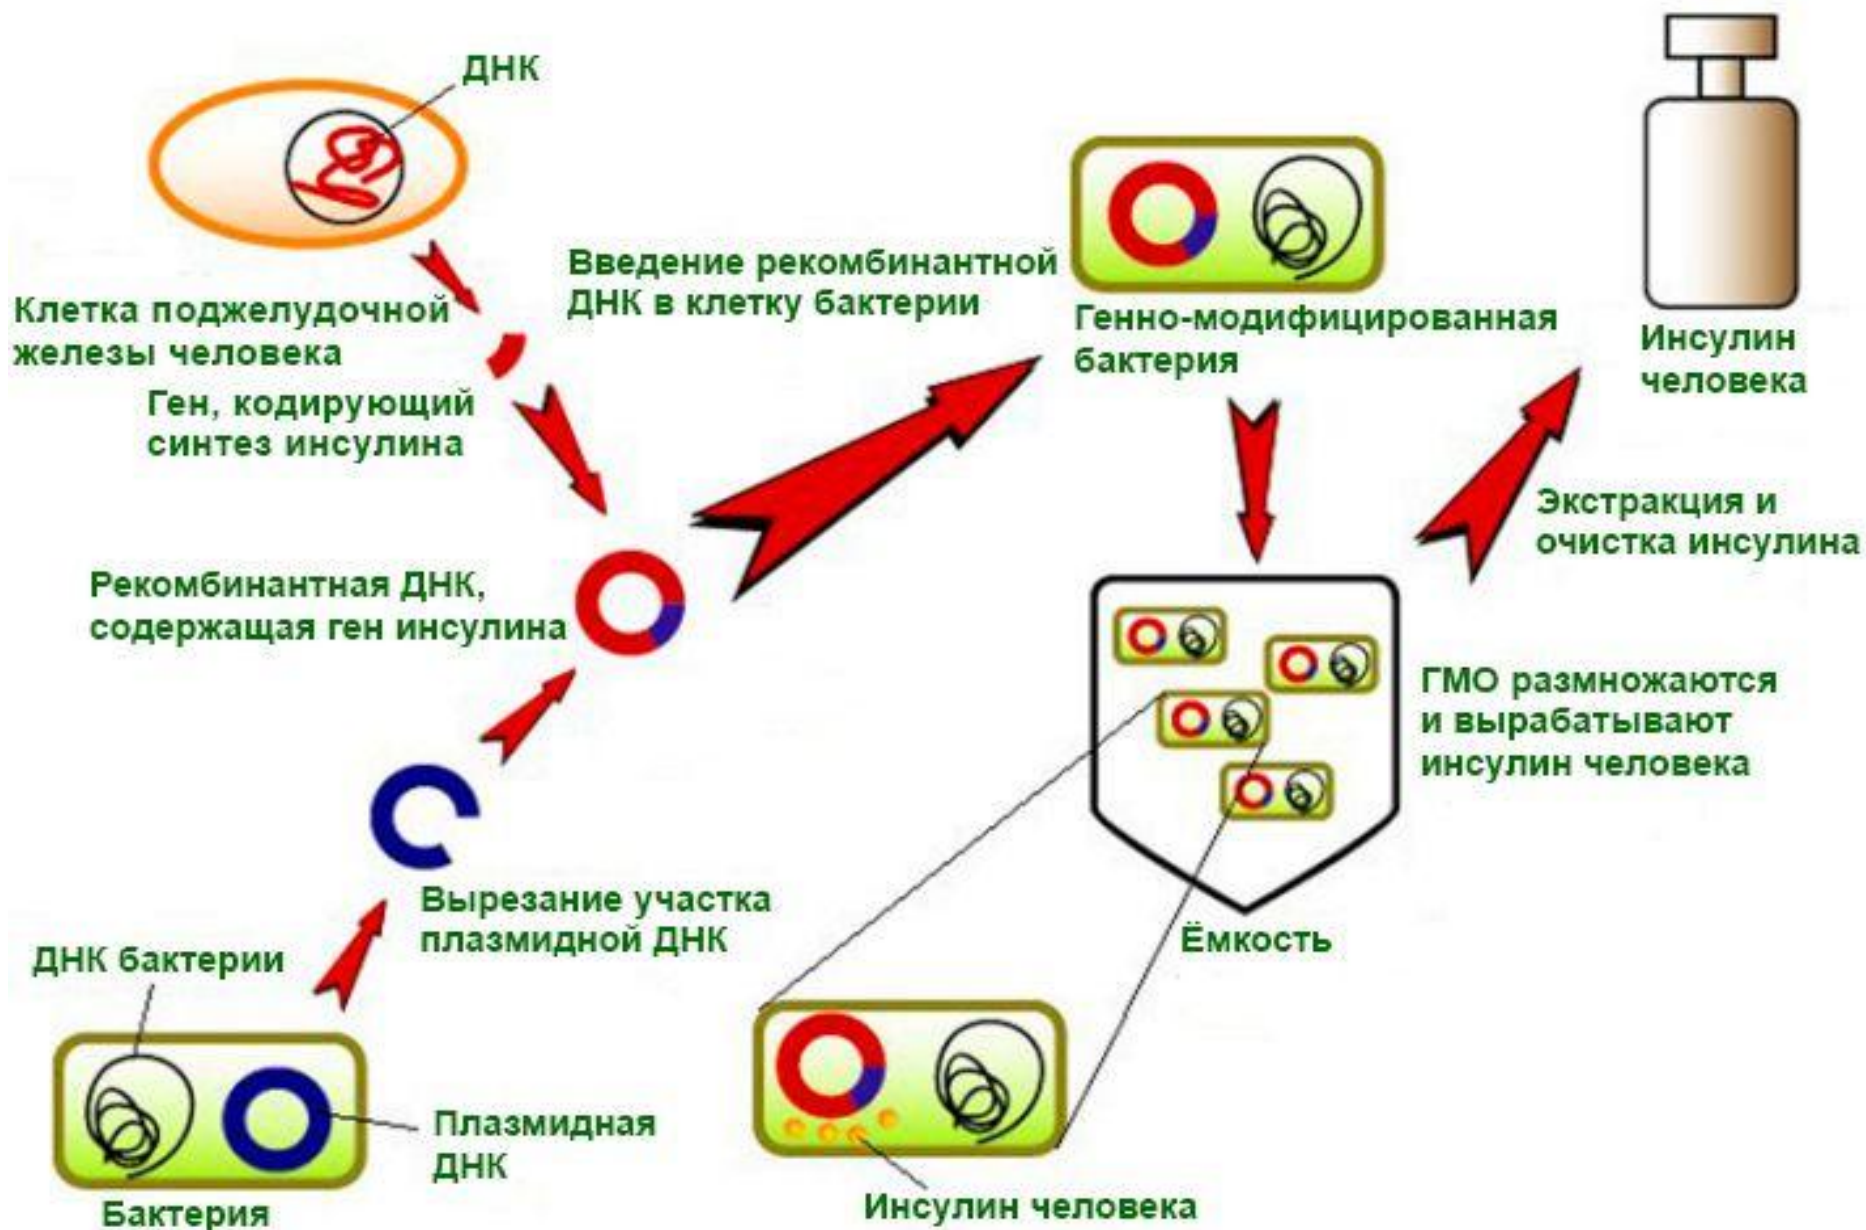 ДНК
Клетка поджелудочной
железы человека
Ген, кодирующий
синтез инсулина
Введение рекомбинантной
ДНК в клетку бактерии
Генно-модифицированная
бактерия
Инсулин
человека
Экстракция и
очистка инсулина
Рекомбинантная ДНК,
содержащая ген инсулина
ГМО размножаются
и вырабатывают
инсулин человека
Вырезание участка
плазмидной ДНК
Ёмкость
ДНК бактерии
Плазмидная
ДНК
Бактерия
Инсулин человека